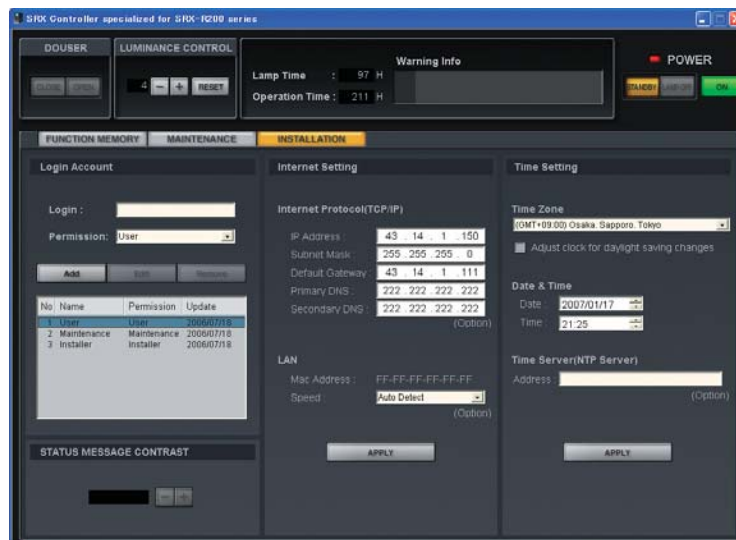 SRX Controller specialized for SRX-R200 series
DOUSER
CLOSE OPEN
LUMINANCE CONTROL
4 − + RESET
Lamp Time : 97 H
Operation Time : 211 H
Warning Info
POWER
STANDBY LAMP OFF ON
FUNCTION MEMORY MAINTENANCE INSTALLATION
Login Account
Login :
Permission: User
Add Edit Remove
No Name Permission Update
1 User User 2006/07/18
2 Maintenance Maintenance 2006/07/18
3 Installer Installer 2006/07/18
STATUS MESSAGE CONTRAST
− +
Internet Setting
Internet Protocol(TCP/IP)
IP Address : 43 . 14 . 1 .150
Subnet Mask : 255 . 255 . 255 . 0
Default Gateway : 43 . 14 . 1 .111
Primary DNS : 222 . 222 . 222 . 222
Secondary DNS : 222 . 222 . 222 . 222
(Option)
LAN
Mac Address : FF-FF-FF-FF-FF-FF
Speed : Auto Detect
(Option)
APPLY
Time Setting
Time Zone
(GMT+09:00) Osaka, Sapporo, Tokyo
Adjust clock for daylight saving changes
Date & Time
Date : 2007/01/17
Time : 21:25
Time Server(NTP Server)
Address :
(Option)
APPLY